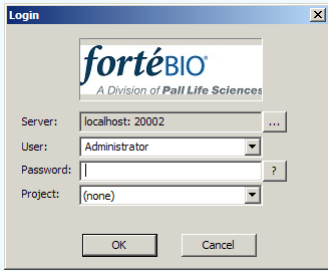 Login
fortéBIO®
A Division of Pall Life Sciences
Server: localhost: 20002 ...
User: Administrator
Password: ?
Project: (none)
OK Cancel